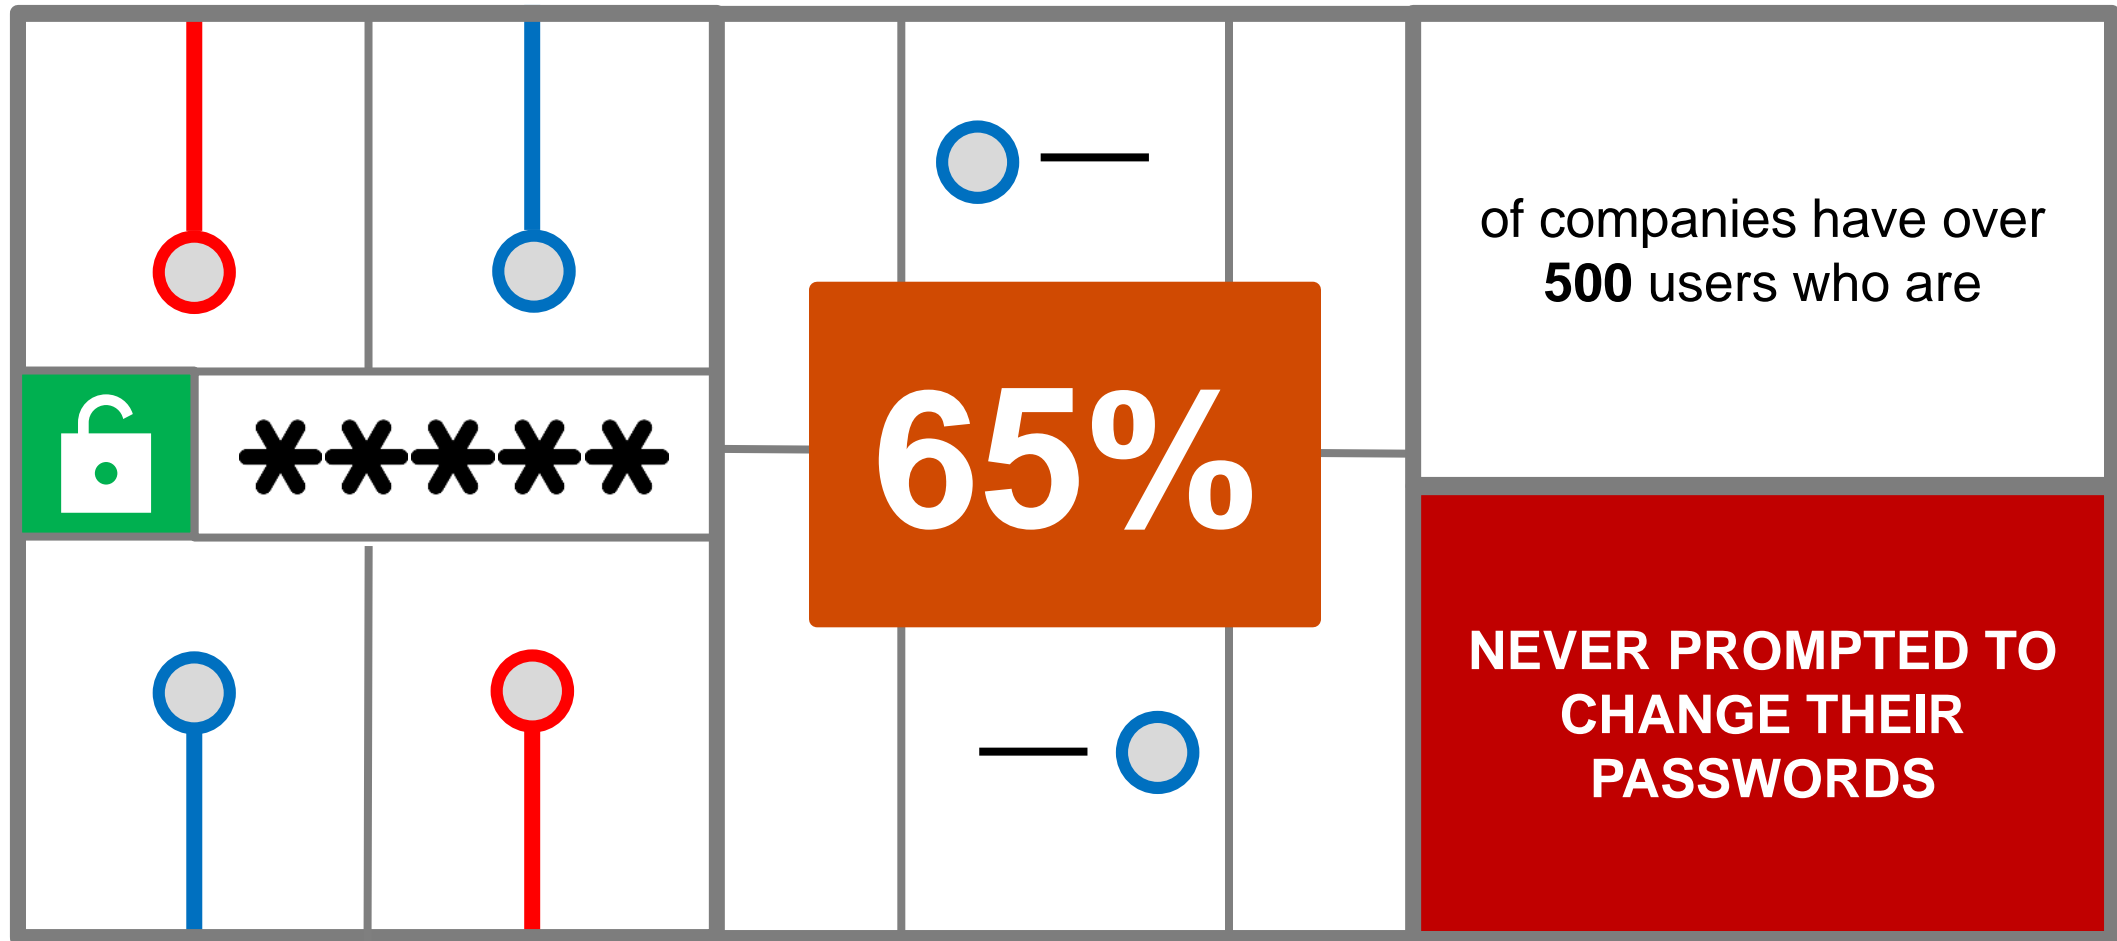 *****
65%
of companies have over
500 users who are
NEVER PROMPTED TO
CHANGE THEIR
PASSWORDS